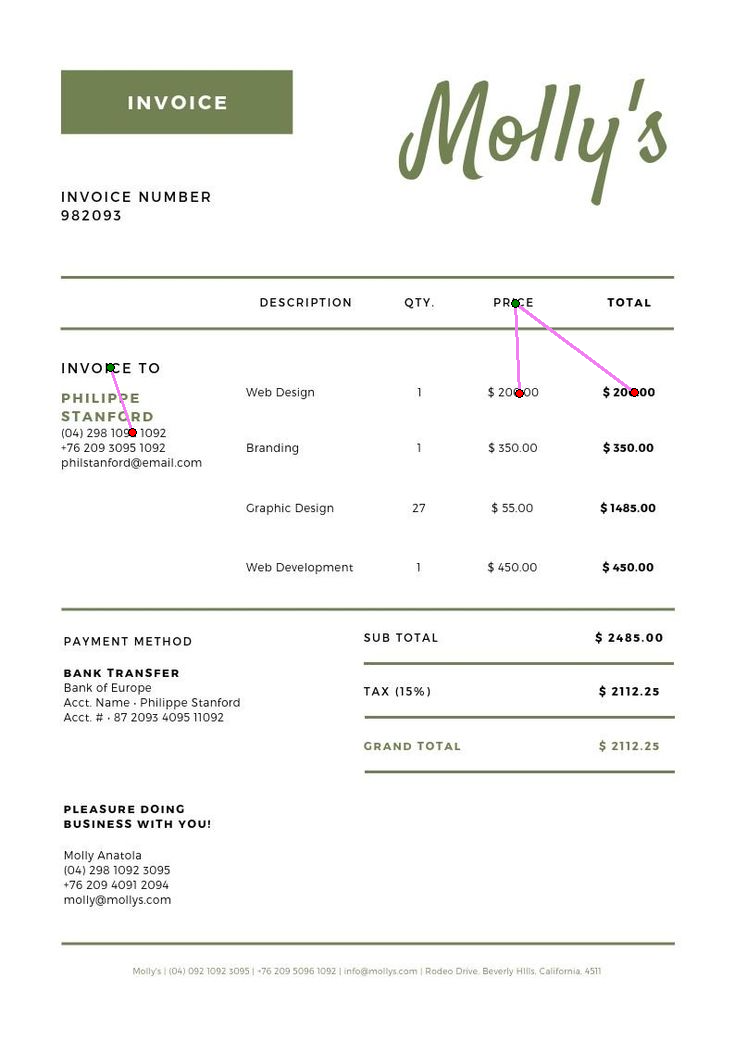 INVOICE
Molly's
INVOICE NUMBER
982093
DESCRIPTION QTY. PRICE TOTAL
INVOICE TO
PHILIPPE
STANFORD
(04) 298 1092 1092
+76 209 3095 1092
philstanford@email.com
Web Design 1 $ 200.00 $ 200.00
Branding 1 $ 350.00 $ 350.00
Graphic Design 27 $ 55.00 $ 1485.00
Web Development 1 $ 450.00 $ 450.00
PAYMENT METHOD
BANK TRANSFER
Bank of Europe
Acct. Name • Philippe Stanford
Acct. # • 87 2093 4095 11092
SUB TOTAL $ 2485.00
TAX (15%) $ 2112.25
GRAND TOTAL $ 2112.25
PLEASURE DOING
BUSINESS WITH YOU!
Molly Anatola
(04) 298 1092 3095
+76 209 4091 2094
molly@mollys.com
Molly's | (04) 092 1092 3095 | +76 209 5096 1092 | info@mollys.com | Rodeo Drive, Beverly HIlls, California, 4511